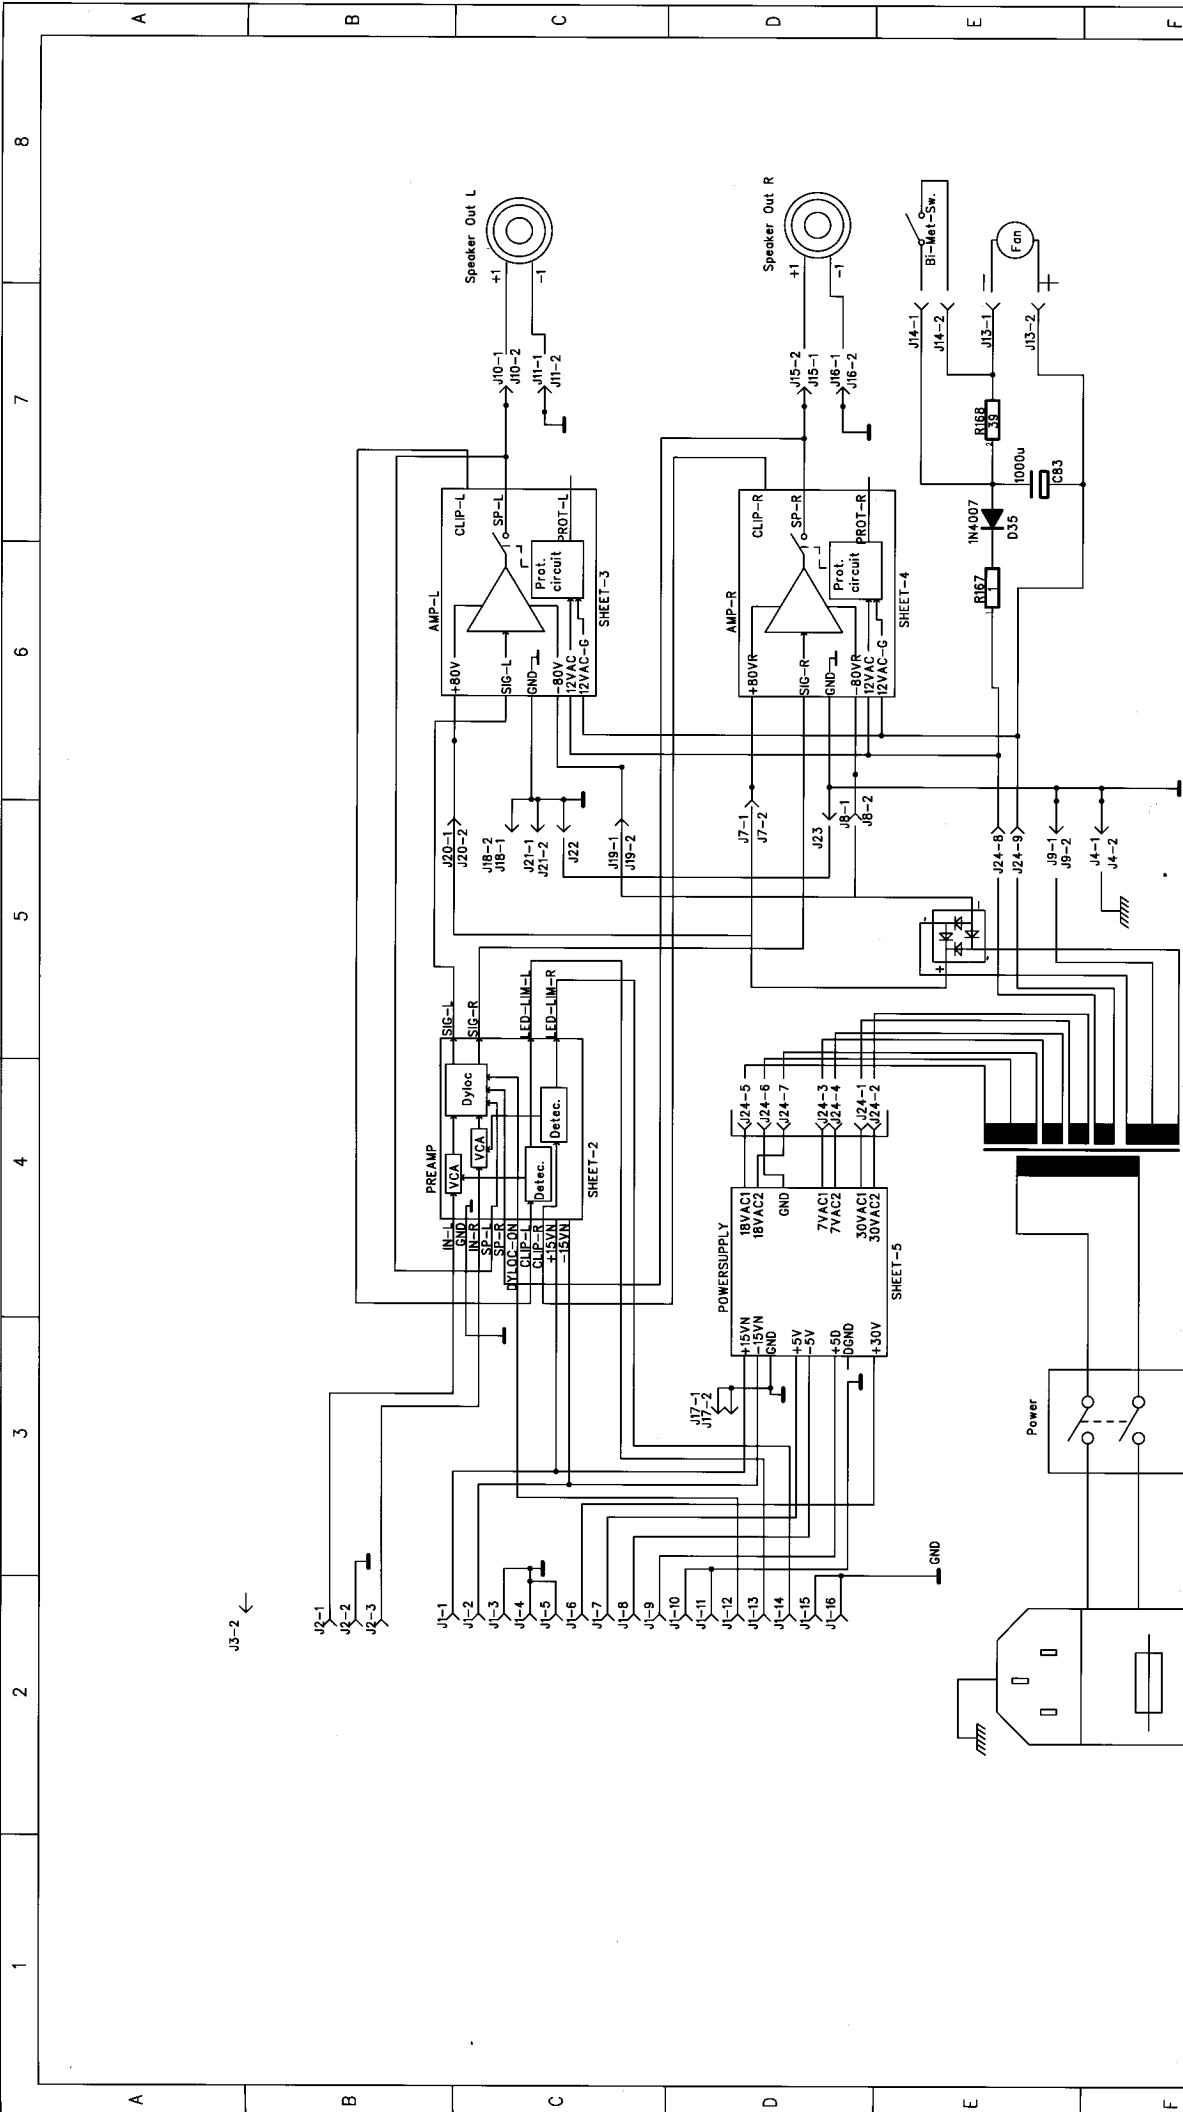 A
B
C
D
E
F
8
7
6
5
4
3
2
1
A
B
C
D
E
F
Speaker Out L
+1
-1
J10-1
J10-2
J11-1
J11-2
Speaker Out R
+1
-1
J15-2
J15-1
J16-1
J16-2
Bi-Met-Sw.
J14-1
J14-2
Fan
J13-1
J13-2
+
R168
39
1000u
C83
1N4007
D35
R167
1
AMP-L
CLIP-L
SP-L
PROT-L
Prot.
circuit
+80V
SIG-L
GND
-80V
12VAC
12VAC-G
SHEET-3
AMP-R
CLIP-R
SP-R
PROT-R
Prot.
circuit
+80VR
SIG-R
GND
-80VR
12VAC
12VAC-G
SHEET-4
J20-1
J20-2
J18-2
J18-1
J21-1
J21-2
J22
J19-1
J19-2
J7-1
J7-2
J23
J8-1
J8-2
J24-8
J24-9
J9-1
J9-2
J4-1
J4-2
+
-
PREAMP
SIG-L
SIG-R
LED-LIM-L
LED-LIM-R
Dyloc
VCA
VCA
Detec.
Detec.
IN-L
GND
IN-R
SP-L
SP-R
DYLOC-ON
CLIP-L
CLIP-R
+15VN
-15VN
SHEET-2
POWERSUPPLY
18VAC1
18VAC2
GND
7VAC1
7VAC2
30VAC1
30VAC2
J24-5
J24-6
J24-7
J24-3
J24-4
J24-1
J24-2
+15VN
-15VN
GND
+5V
-5V
+5D
DGND
+30V
SHEET-5
J17-1
J17-2
Power
J3-2
J2-1
J2-2
J2-3
J1-1
J1-2
J1-3
J1-4
J1-5
J1-6
J1-7
J1-8
J1-9
J1-10
J1-11
J1-12
J1-13
J1-14
J1-15
J1-16
GND